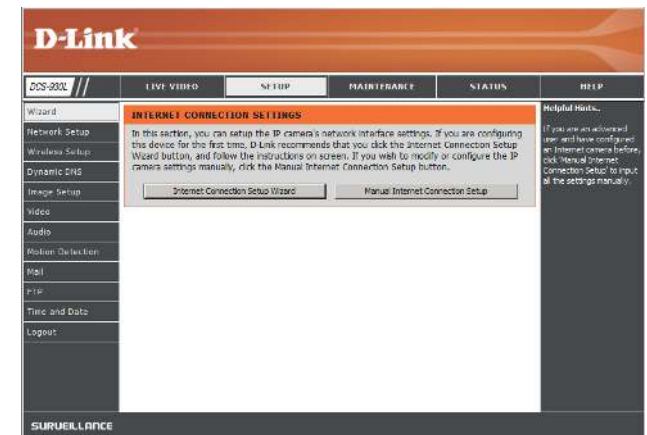 D-Link
DCS-930L // LIVE VIDEO SETUP MAINTENANCE STATUS HELP
Wizard
Network Setup
Wireless Setup
Dynamic DNS
Image Setup
Video
Audio
Motion Detection
Mail
FTP
Time and Date
Logout
INTERNET CONNECTION SETTINGS
In this section, you can setup the IP camera's network interface settings. If you are configuring
this device for the first time, D-Link recommends that you click the Internet Connection Setup
Wizard button, and follow the instructions on screen. If you wish to modify or configure the IP
camera settings manually, click the Manual Internet Connection Setup button.
Internet Connection Setup Wizard Manual Internet Connection Setup
Helpful Hints..
If you are an advanced
user and have configured
an Internet camera before,
click 'Manual Internet
Connection Setup' to input
all the settings manually.
SURVEILLANCE